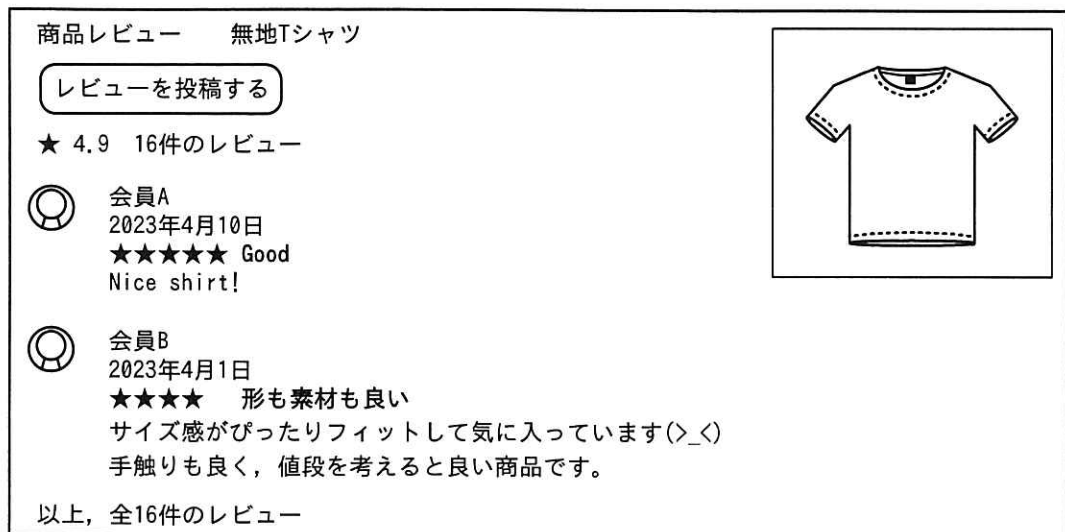 商品レビュー　　無地Tシャツ
レビューを投稿する
★ 4.9　16件のレビュー
会員A
2023年4月10日
★★★★★ Good
Nice shirt!
会員B
2023年4月1日
★★★★　形も素材も良い
サイズ感がぴったりフィットして気に入っています(>_<)
手触りも良く，値段を考えると良い商品です。
以上，全16件のレビュー